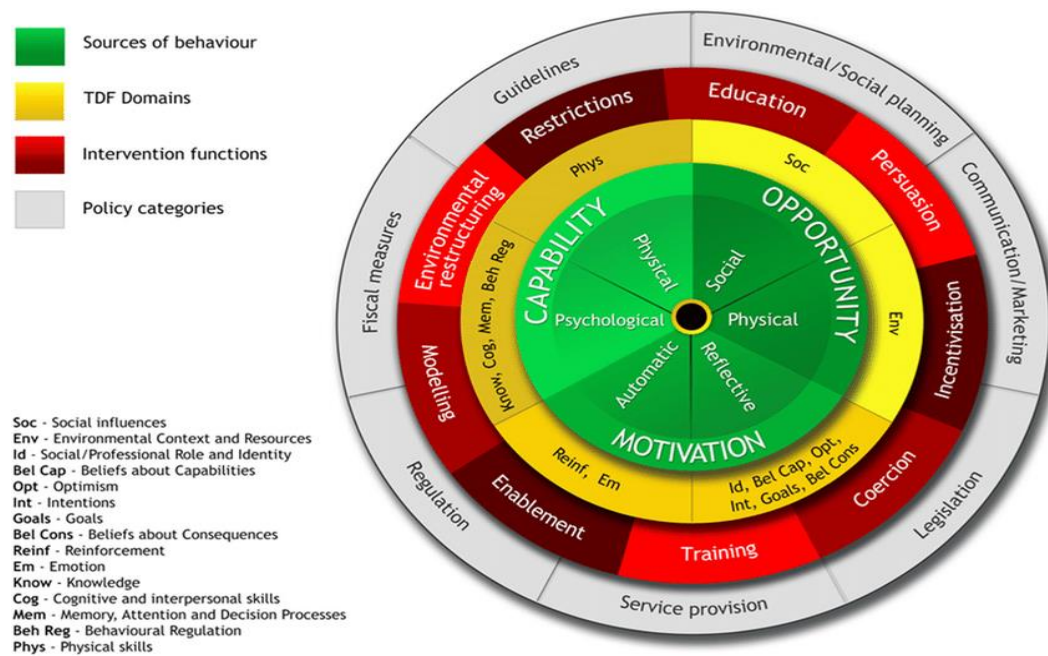 Sources of behaviour
TDF Domains
Intervention functions
Policy categories
Soc - Social influences
Env - Environmental Context and Resources
Id - Social/Professional Role and Identity
Bel Cap - Beliefs about Capabilities
Opt - Optimism
Int - Intentions
Goals - Goals
Bel Cons - Beliefs about Consequences
Reinf - Reinforcement
Em - Emotion
Know - Knowledge
Cog - Cognitive and interpersonal skills
Mem - Memory, Attention and Decision Processes
Beh Reg - Behavioural Regulation
Phys - Physical skills
Guidelines
Environmental/Social planning
Communication/Marketing
Legislation
Service provision
Regulation
Fiscal measures
Restrictions
Education
Persuasion
Incentivisation
Coercion
Training
Enablement
Modelling
Environmental
restructuring
Phys
Soc
Env
Id, Bel Cap, Opt,
Int, Goals, Bel Cons
Reinf, Em
Know, Cog, Mem, Beh Reg
CAPABILITY
OPPORTUNITY
MOTIVATION
Physical
Social
Physical
Reflective
Automatic
Psychological